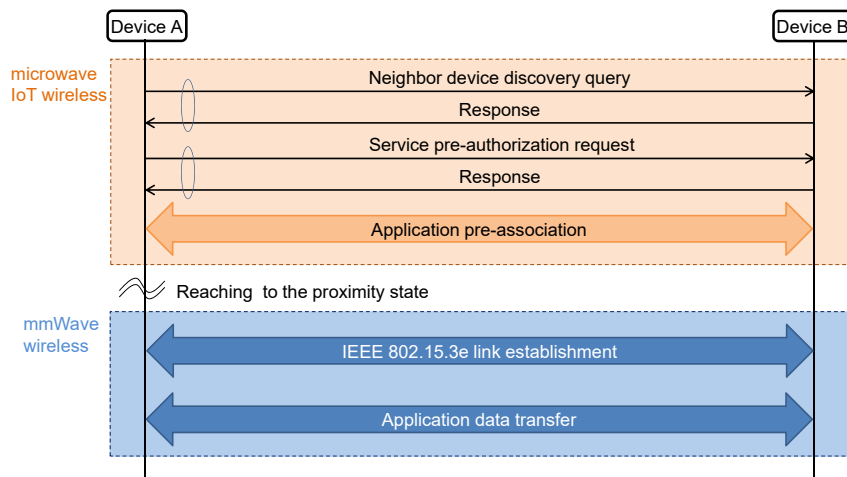 Device A
Device B
microwave
IoT wireless
Neighbor device discovery query
Response
Service pre-authorization request
Response
Application pre-association
Reaching to the proximity state
mmWave
wireless
IEEE 802.15.3e link establishment
Application data transfer